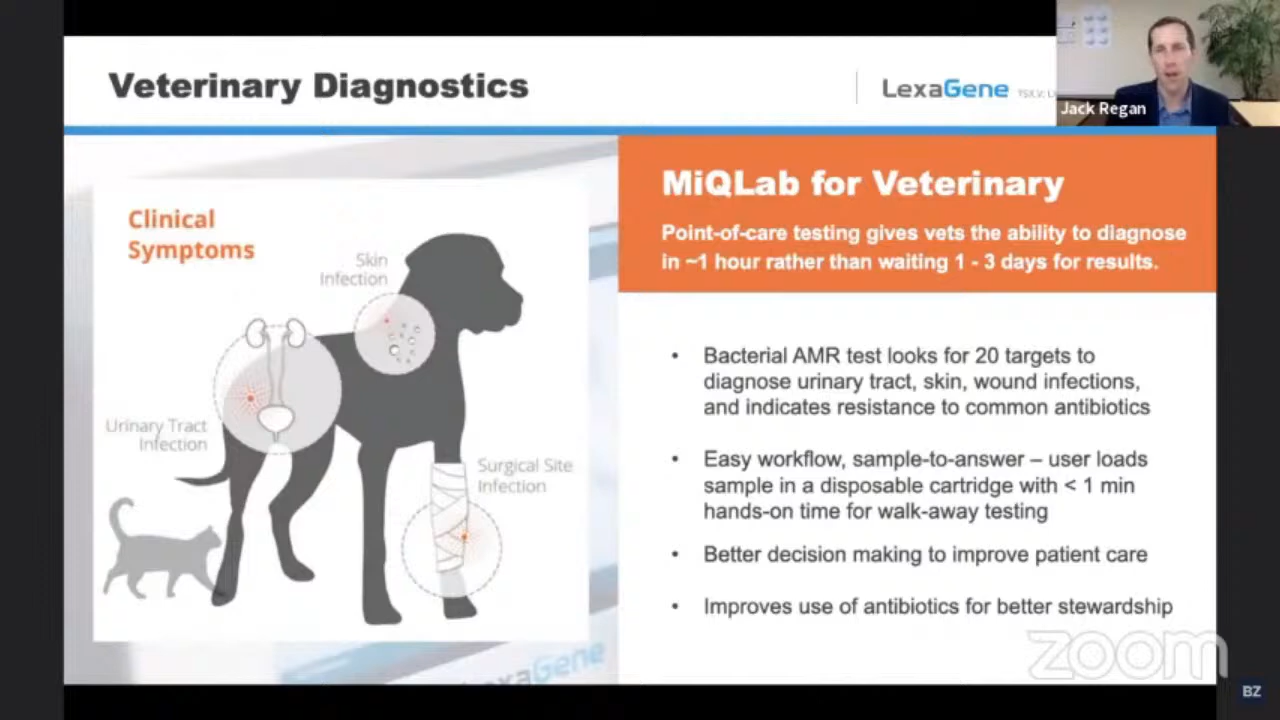 Veterinary Diagnostics
LexaGene
Jack Regan
Clinical
Symptoms
Skin
Infection
Urinary Tract
Infection
Surgical Site
Infection
MiQLab for Veterinary
Point-of-care testing gives vets the ability to diagnose
in ~1 hour rather than waiting 1 - 3 days for results.
• Bacterial AMR test looks for 20 targets to
diagnose urinary tract, skin, wound infections,
and indicates resistance to common antibiotics
• Easy workflow, sample-to-answer – user loads
sample in a disposable cartridge with < 1 min
hands-on time for walk-away testing
• Better decision making to improve patient care
• Improves use of antibiotics for better stewardship
exaGene
zoom
BZ